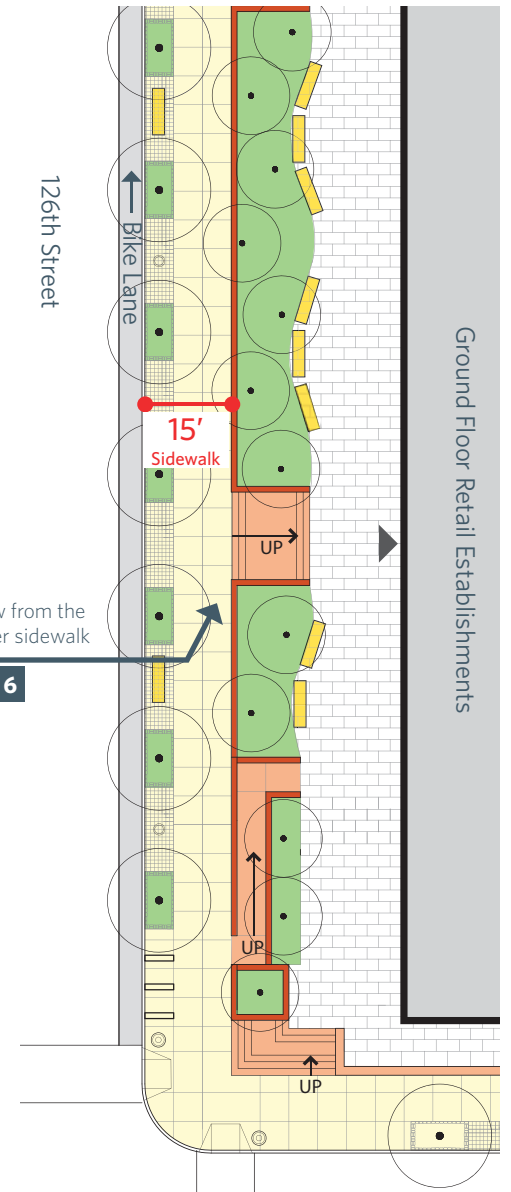 126th Street
Bike Lane
Ground Floor Retail Establishments
15'
Sidewalk
UP
from the
sidewalk
6
UP
UP